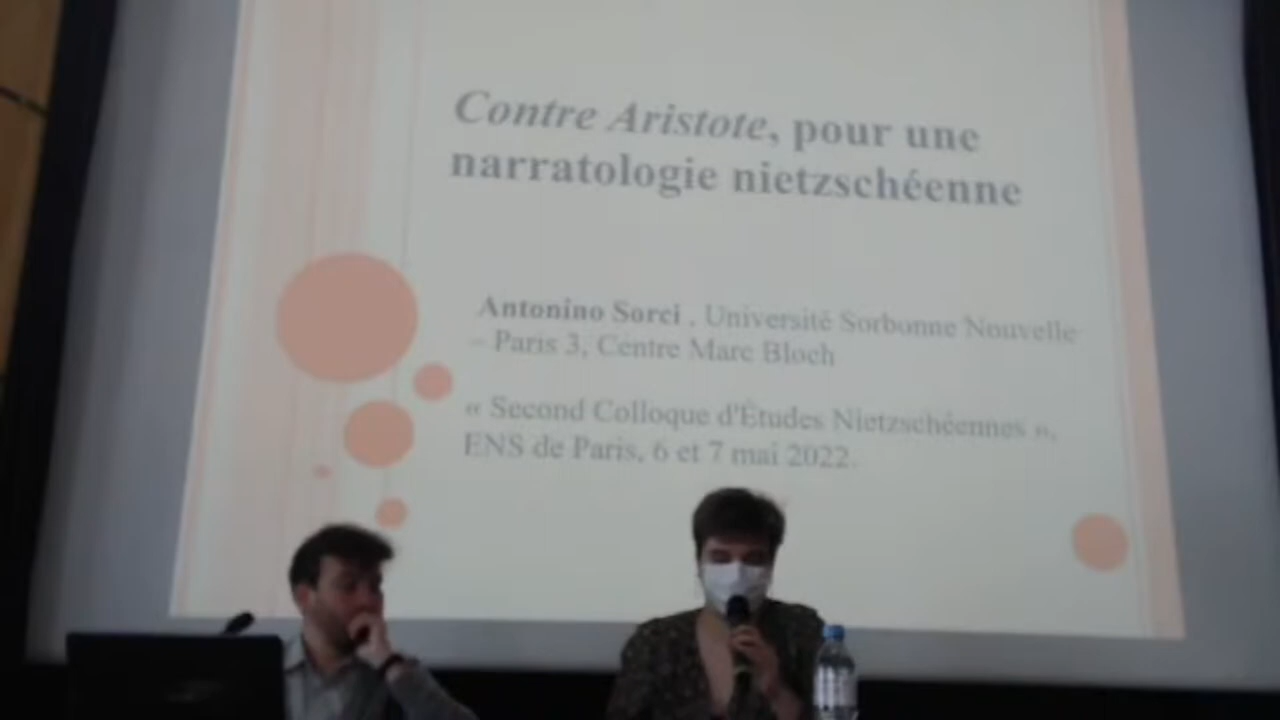 Contre Aristote, pour une
narratologie nietzschéenne
Antonino Sorci , Université Sorbonne Nouvelle
– Paris 3, Centre Marc Bloch
« Second Colloque d'Études Nietzschéennes »,
ENS de Paris, 6 et 7 mai 2022.